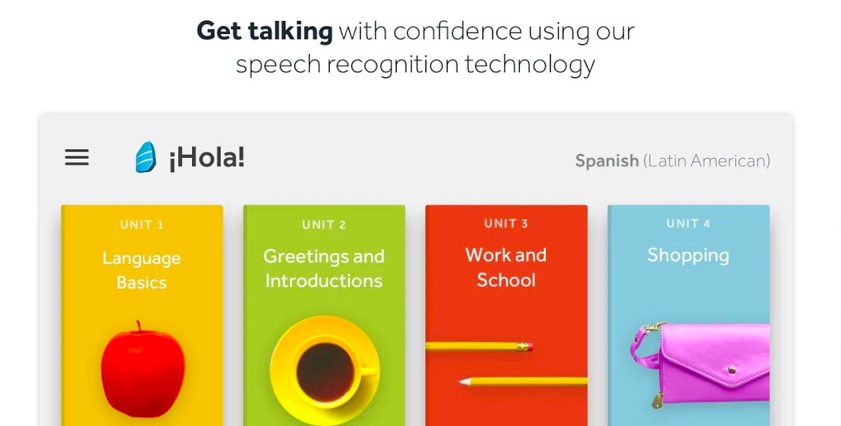 Get talking with confidence using our
speech recognition technology
¡Hola!
Spanish (Latin American)
UNIT 1
Language
Basics
UNIT 2
Greetings and
Introductions
UNIT 3
Work and
School
UNIT 4
Shopping